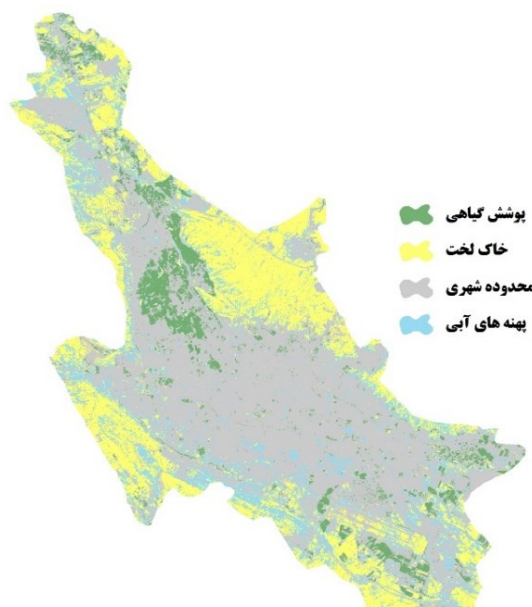 پوشش گیاهی
خاک لخت
محدوده شهری
پهنه های آبی